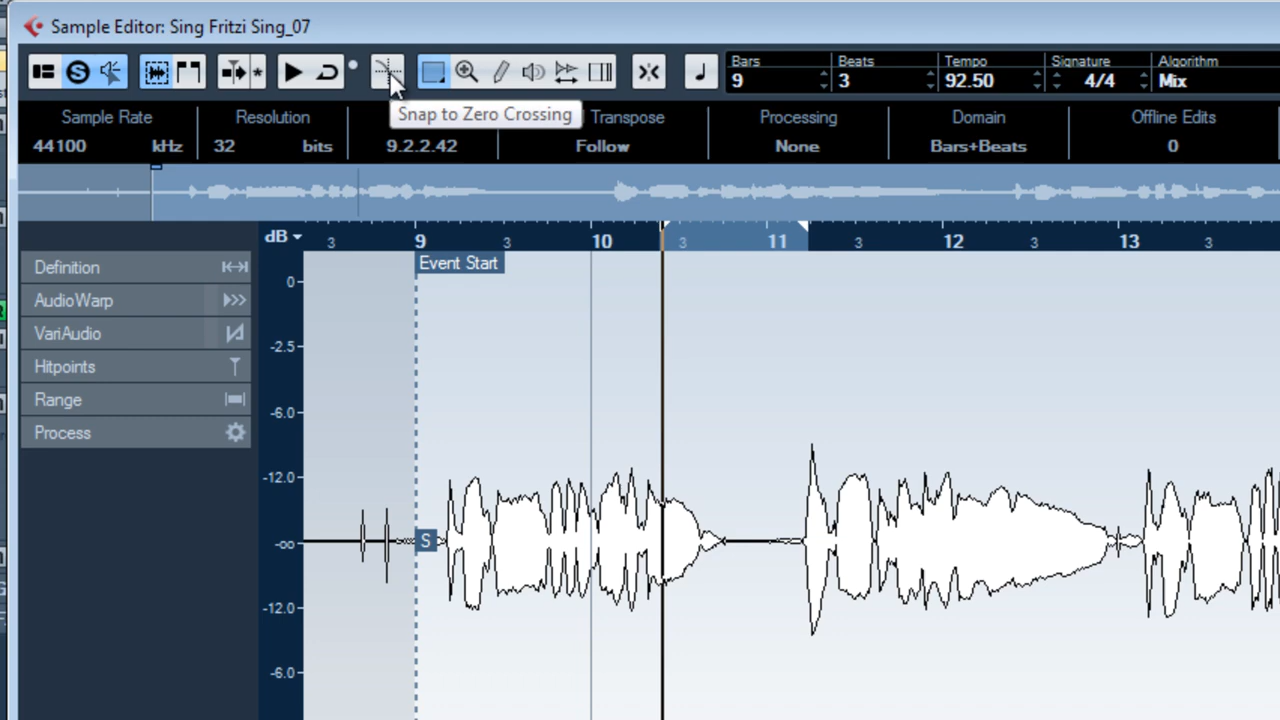 Sample Editor: Sing Fritzi Sing_07
Bars Beats Tempo Signature Algorithm
9 3 92.50 4/4 Mix
Snap to Zero Crossing
Sample Rate Resolution Transpose Processing Domain Offline Edits
44100 kHz 32 bits 9.2.2.42 Follow None Bars+Beats 0
dB 3 9 3 10 3 11 3 12 3 13 3
Event Start
Definition
AudioWarp
VariAudio
Hitpoints
Range
Process
0
-2.5
-6.0
-12.0
-∞
-12.0
-6.0
S